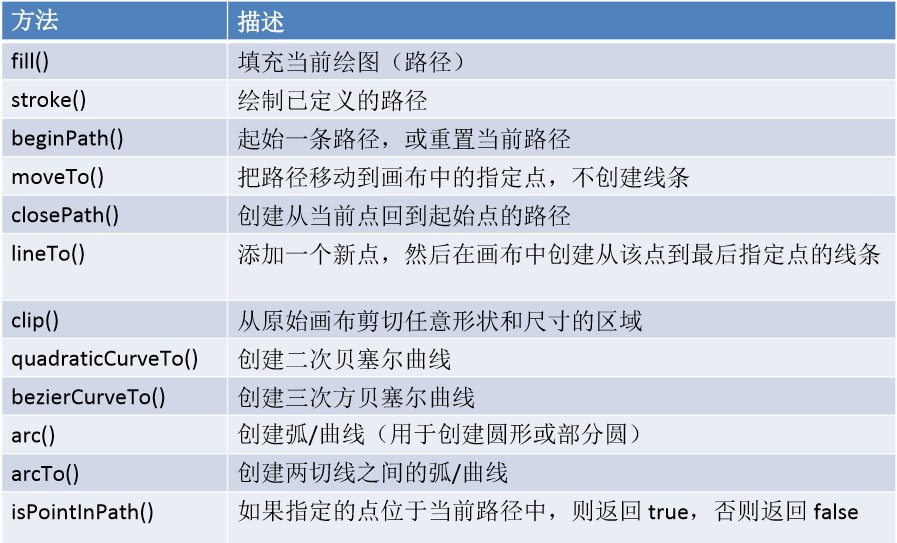 方法 描述
fill() 填充当前绘图（路径）
stroke() 绘制已定义的路径
beginPath() 起始一条路径，或重置当前路径
moveTo() 把路径移动到画布中的指定点，不创建线条
closePath() 创建从当前点回到起始点的路径
lineTo() 添加一个新点，然后在画布中创建从该点到最后指定点的线条
clip() 从原始画布剪切任意形状和尺寸的区域
quadraticCurveTo() 创建二次贝塞尔曲线
bezierCurveTo() 创建三次方贝塞尔曲线
arc() 创建弧/曲线（用于创建圆形或部分圆）
arcTo() 创建两切线之间的弧/曲线
isPointInPath() 如果指定的点位于当前路径中，则返回 true，否则返回 false